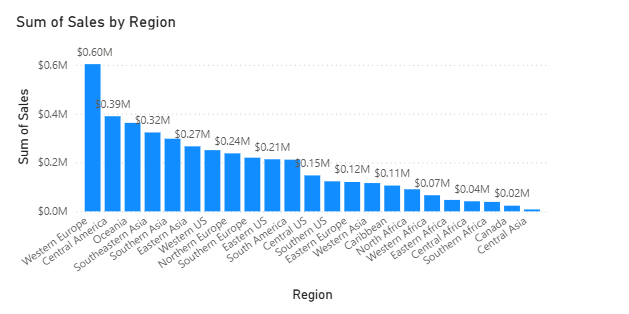 Sum of Sales by Region
Sum of Sales
$0.6M
$0.4M
$0.2M
$0.0M
$0.60M
$0.39M
$0.32M
$0.27M
$0.24M
$0.21M
$0.15M
$0.12M
$0.11M
$0.07M
$0.04M
$0.02M
Western Europe
Central America
Oceania
Southeastern Asia
Southern Asia
Eastern Asia
Western US
Northern Europe
Southern Europe
Eastern US
South America
Central US
Southern US
Eastern Europe
Western Asia
Caribbean
North Africa
Western Africa
Eastern Africa
Central Africa
Southern Africa
Canada
Central Asia
Region